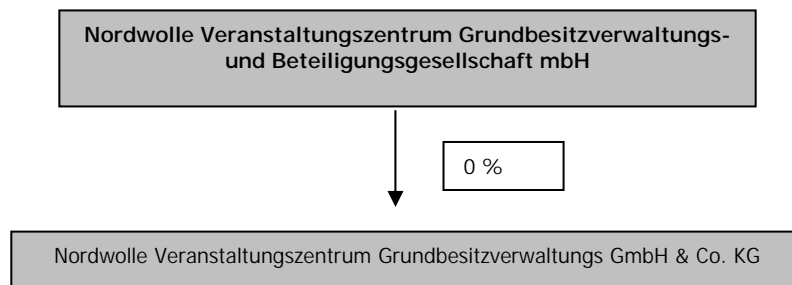 Nordwolle Veranstaltungszentrum Grundbesitzverwaltungs-
und Beteiligungsgesellschaft mbH
0 %
Nordwolle Veranstaltungszentrum Grundbesitzverwaltungs GmbH & Co. KG